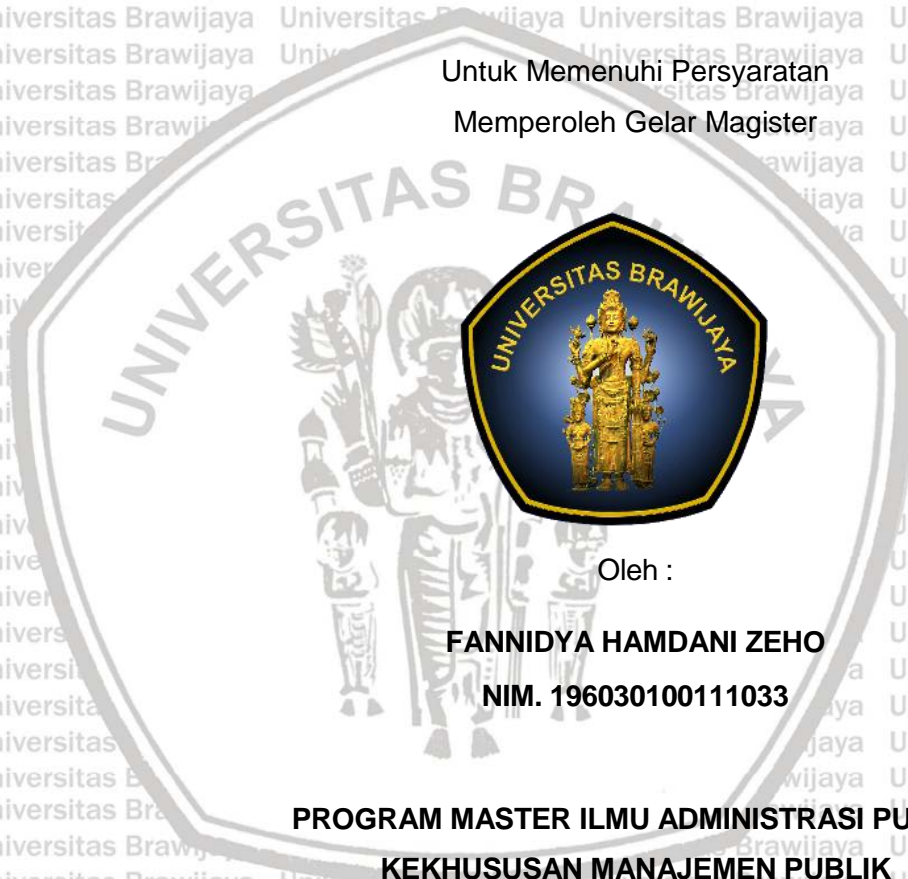 Untuk Memenuhi Persyaratan
Memperoleh Gelar Magister
UNIVERSITAS BRAWIJAYA
Oleh :
FANNIDYA HAMDANI ZEHO
NIM. 196030100111033
PROGRAM MASTER ILMU ADMINISTRASI PU
KEKHUSUSAN MANAJEMEN PUBLIK